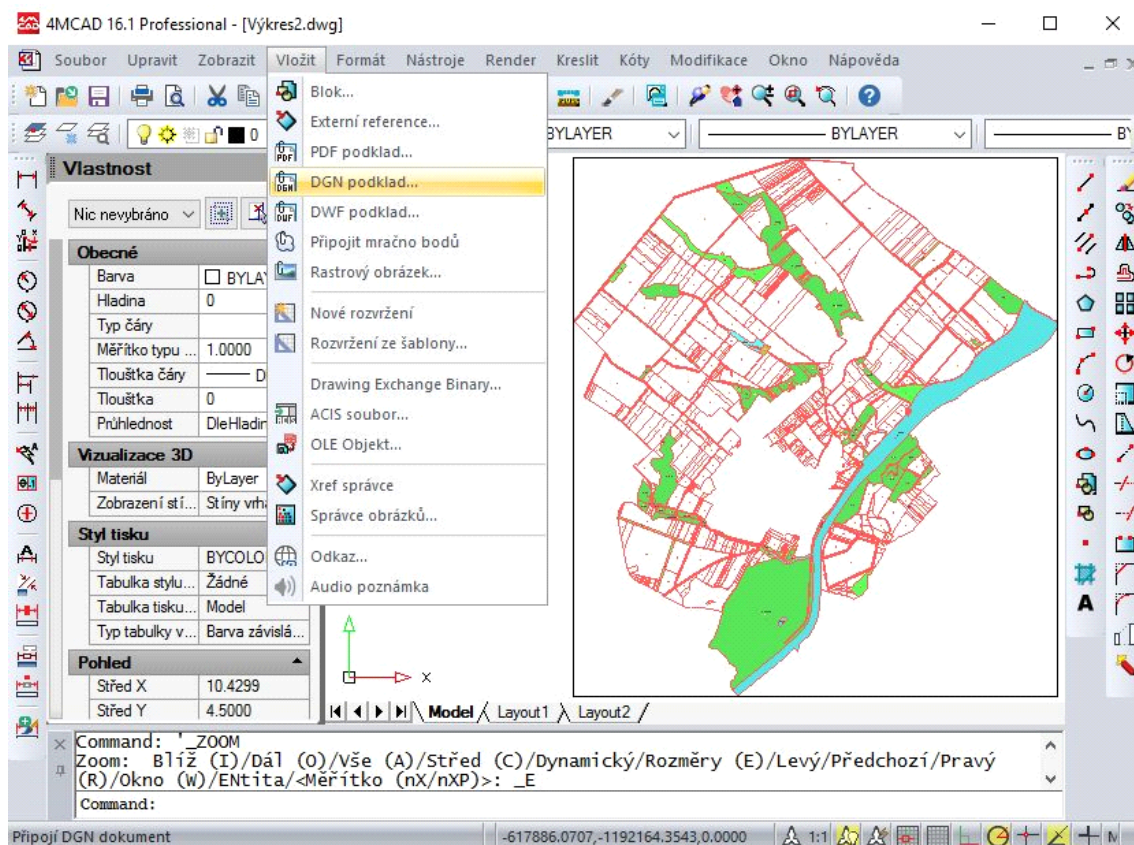 4MCAD 16.1 Professional - [Výkres2.dwg]
Soubor Upravit Zobrazit Vložit Formát Nástroje Render Kreslit Kóty Modifikace Okno Nápověda
0 BYLAYER BYLAYER
Blok...
Externí reference...
PDF podklad...
DGN podklad...
DWF podklad...
Připojit mračno bodů
Rastrový obrázek...
Nové rozvržení
Rozvržení ze šablony...
Drawing Exchange Binary...
ACIS soubor...
OLE Objekt...
Xref správce
Správce obrázků...
Odkaz...
Audio poznámka
Vlastnost
Nic nevybráno
Obecné
Barva BYLA
Hladina 0
Typ čáry
Měřítko typu ... 1.0000
Tloušťka čáry D
Tloušťka 0
Průhlednost DleHladin
Vizualizace 3D
Materiál ByLayer
Zobrazení stí... Stíny vrh
Styl tisku
Styl tisku BYCOLO
Tabulka stylu... Žádné
Tabulka tisku... Model
Typ tabulky v... Barva závislá...
Pohled
Střed X 10.4299
Střed Y 4.5000
X
Model Layout1 Layout2
Command: '_ZOOM
Zoom: Blíž (I)/Dál (O)/Vše (A)/Střed (C)/Dynamický/Rozměry (E)/Levý/Předchozí/Pravý
(R)/Okno (W)/ENtita/<Měřítko (nX/nXP)>: _E
Command:
Připojí DGN dokument -617886.0707,-1192164.3543,0.0000 1:1